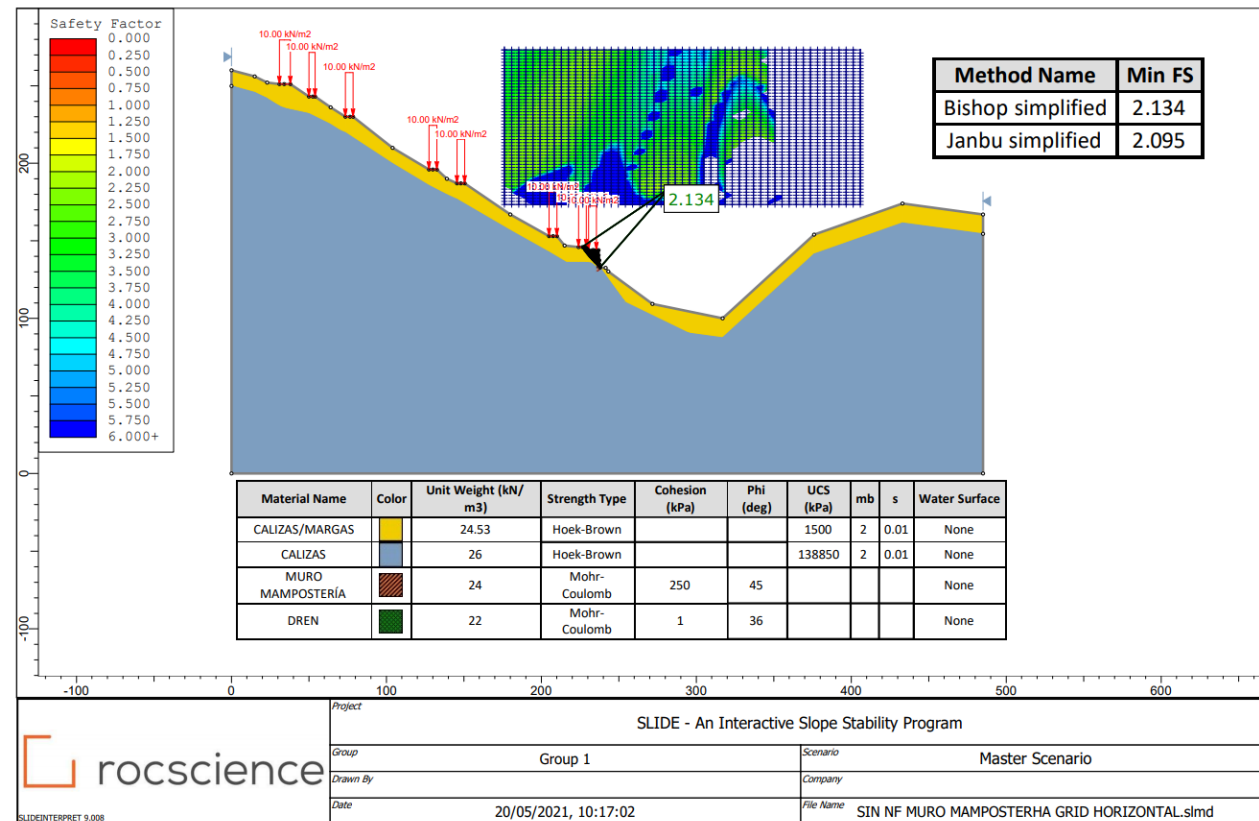 Safety Factor
0.000
0.250
0.500
0.750
1.000
1.250
1.500
1.750
2.000
2.250
2.500
2.750
3.000
3.250
3.500
3.750
4.000
4.250
4.500
4.750
5.000
5.250
5.500
5.750
6.000+
10.00 kN/m2
10.00 kN/m2
10.00 kN/m2
10.00 kN/m2
10.00 kN/m2
10.00 kN/m2
10.00 kN/m2
2.134
Method Name Min FS
Bishop simplified 2.134
Janbu simplified 2.095
200
100
0
-100
Material Name Color Unit Weight (kN/
m3) Strength Type Cohesion
(kPa) Phi
(deg) UCS
(kPa) mb s Water Surface
CALIZAS/MARGAS 24.53 Hoek-Brown 1500 2 0.01 None
CALIZAS 26 Hoek-Brown 138850 2 0.01 None
MURO
MAMPOSTERÍA 24 Mohr-
Coulomb 250 45 None
DREN 22 Mohr-
Coulomb 1 36 None
-100 0 100 200 300 400 500 600
rocscience
SLIDEINTERPRET 9.008
Project
SLIDE - An Interactive Slope Stability Program
Group Group 1
Scenario Master Scenario
Drawn By
Company
Date 20/05/2021, 10:17:02
File Name SIN NF MURO MAMPOSTERHA GRID HORIZONTAL.slmd